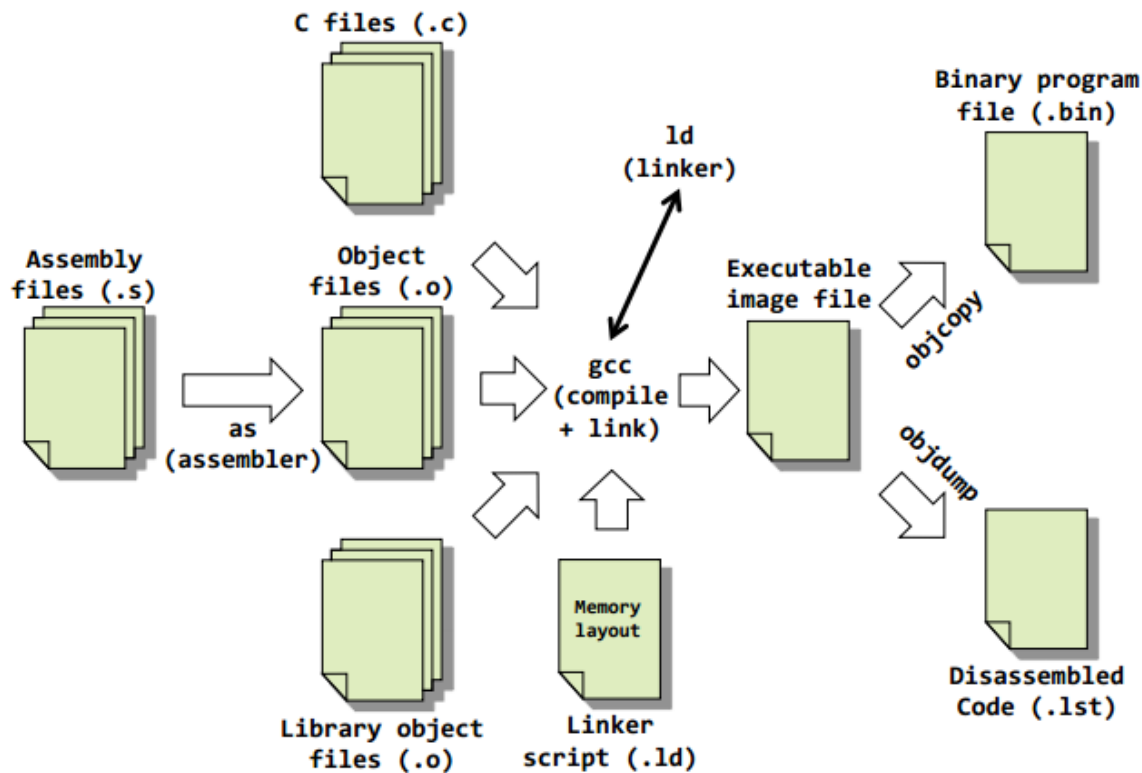 C files (.c)
Binary program
file (.bin)
ld
(linker)
Assembly
files (.s)
Object
files (.o)
Executable
image file
objcopy
gcc
(compile
+ link)
as
(assembler)
objdump
Memory
layout
Library object
files (.o)
Linker
script (.ld)
Disassembled
Code (.lst)